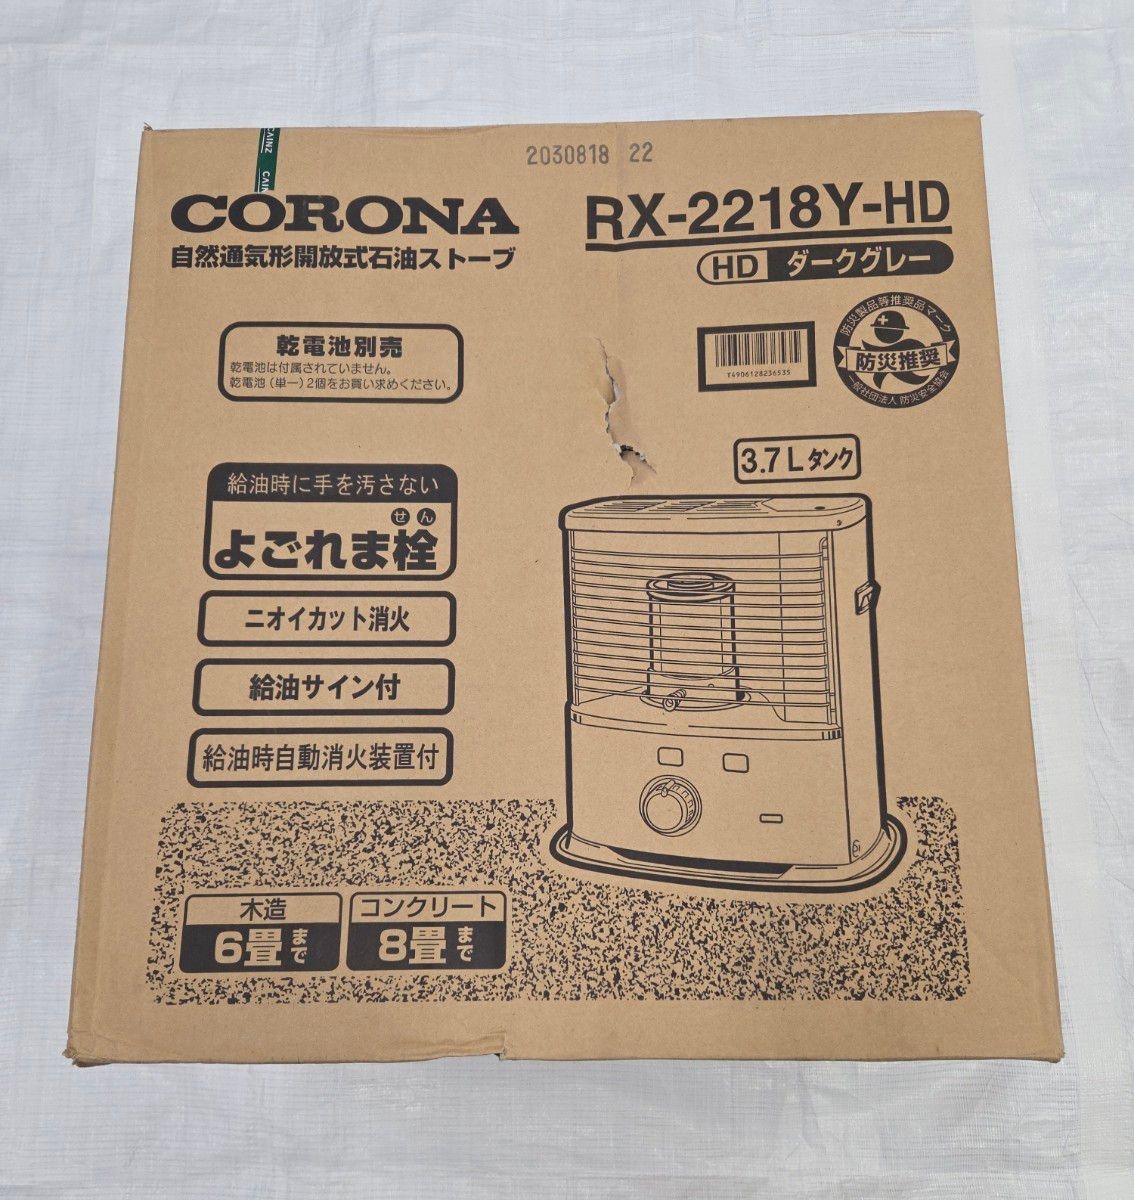 CAINZ
CAIN
2030818 22
CORONA
自然通気形開放式石油ストーブ
RX-2218Y-HD
HD ダークグレー
乾電池別売
乾電池は付属されていません。
乾電池(単一)2個をお買い求めください。
Y4906128236535
防災製品等推奨品マーク
防災推奨
一般社団法人 防災安全協会
3.7Lタンク
給油時に手を汚さない
せん
よごれま栓
ニオイカット消火
給油サイン付
給油時自動消火装置付
木造
6畳まで
コンクリート
8畳まで